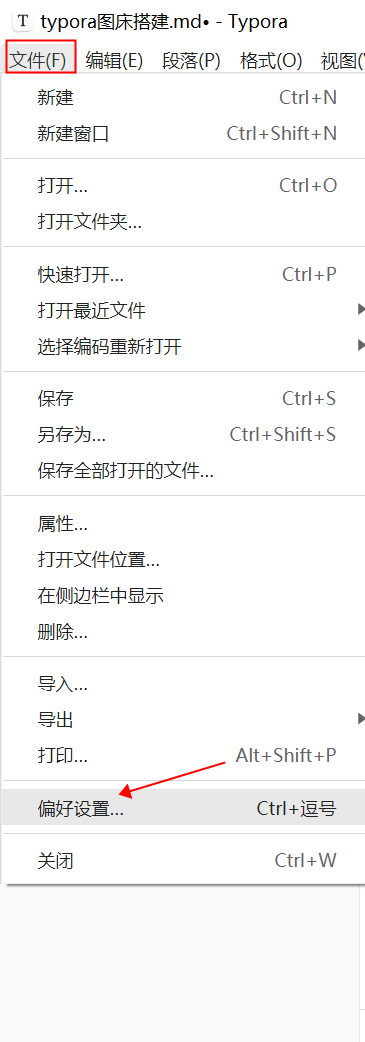 T typora图床搭建.md• - Typora
文件(F) 编辑(E) 段落(P) 格式(O) 视图(V
新建 Ctrl+N
新建窗口 Ctrl+Shift+N
打开... Ctrl+O
打开文件夹...
快速打开... Ctrl+P
打开最近文件
选择编码重新打开
保存 Ctrl+S
另存为... Ctrl+Shift+S
保存全部打开的文件...
属性...
打开文件位置...
在侧边栏中显示
删除...
导入...
导出
打印... Alt+Shift+P
偏好设置... Ctrl+逗号
关闭 Ctrl+W